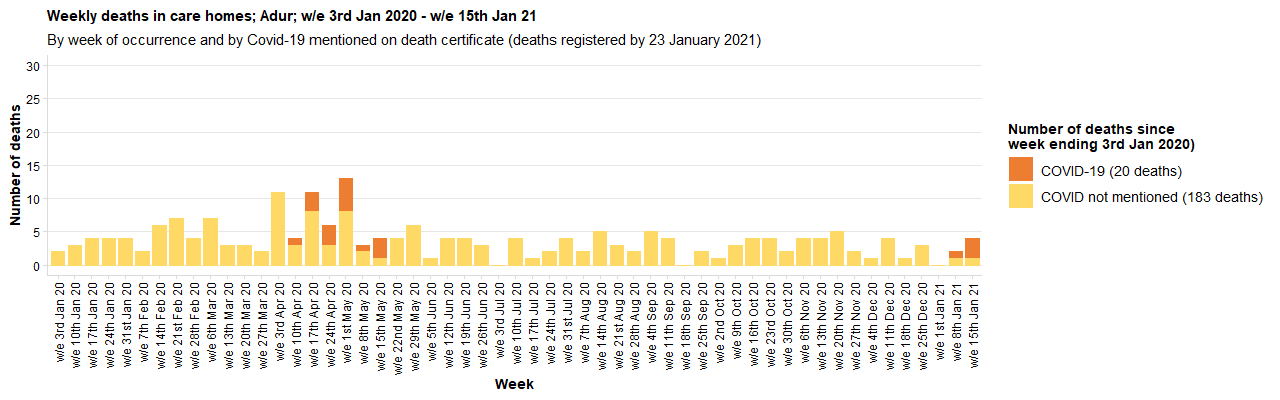 Weekly deaths in care homes; Adur; w/e 3rd Jan 2020 - w/e 15th Jan 21
By week of occurrence and by Covid-19 mentioned on death certificate (deaths registered by 23 January 2021)
Number of deaths
30
25
20
15
10
5
0
w/e 3rd Jan 20
w/e 10th Jan 20
w/e 17th Jan 20
w/e 24th Jan 20
w/e 31st Jan 20
w/e 7th Feb 20
w/e 14th Feb 20
w/e 21st Feb 20
w/e 28th Feb 20
w/e 6th Mar 20
w/e 13th Mar 20
w/e 20th Mar 20
w/e 27th Mar 20
w/e 3rd Apr 20
w/e 10th Apr 20
w/e 17th Apr 20
w/e 24th Apr 20
w/e 1st May 20
w/e 8th May 20
w/e 15th May 20
w/e 22nd May 20
w/e 29th May 20
w/e 5th Jun 20
w/e 12th Jun 20
w/e 19th Jun 20
w/e 26th Jun 20
w/e 3rd Jul 20
w/e 10th Jul 20
w/e 17th Jul 20
w/e 24th Jul 20
w/e 31st Jul 20
w/e 7th Aug 20
w/e 14th Aug 20
w/e 21st Aug 20
w/e 28th Aug 20
w/e 4th Sep 20
w/e 11th Sep 20
w/e 18th Sep 20
w/e 25th Sep 20
w/e 2nd Oct 20
w/e 9th Oct 20
w/e 16th Oct 20
w/e 23rd Oct 20
w/e 30th Oct 20
w/e 6th Nov 20
w/e 13th Nov 20
w/e 20th Nov 20
w/e 27th Nov 20
w/e 4th Dec 20
w/e 11th Dec 20
w/e 18th Dec 20
w/e 25th Dec 20
w/e 1st Jan 21
w/e 8th Jan 21
w/e 15th Jan 21
Week
Number of deaths since
week ending 3rd Jan 2020)
COVID-19 (20 deaths)
COVID not mentioned (183 deaths)